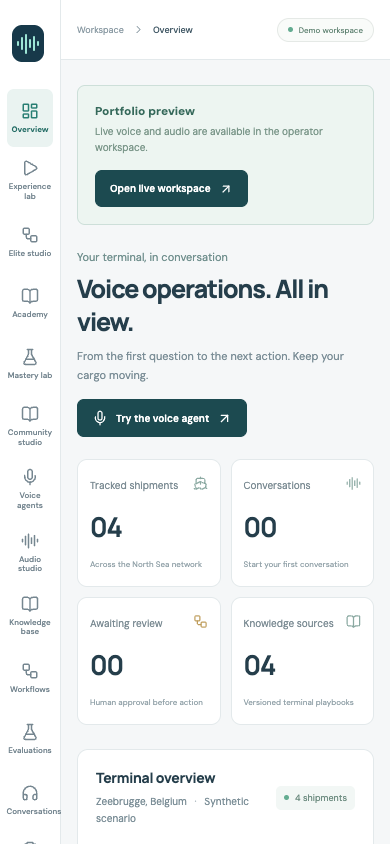 Workspace > Overview
Demo workspace
Overview
Experience
lab
Elite studio
Academy
Mastery lab
Community
studio
Voice
agents
Audio
studio
Knowledge
base
Workflows
Evaluations
Conversations
Portfolio preview
Live voice and audio are available in the operator
workspace.
Open live workspace
Your terminal, in conversation
Voice operations. All in
view.
From the first question to the next action. Keep your
cargo moving.
Try the voice agent
Tracked shipments
04
Across the North Sea network
Conversations
00
Start your first conversation
Awaiting review
00
Human approval before action
Knowledge sources
04
Versioned terminal playbooks
Terminal overview
Zeebrugge, Belgium · Synthetic
scenario
4 shipments